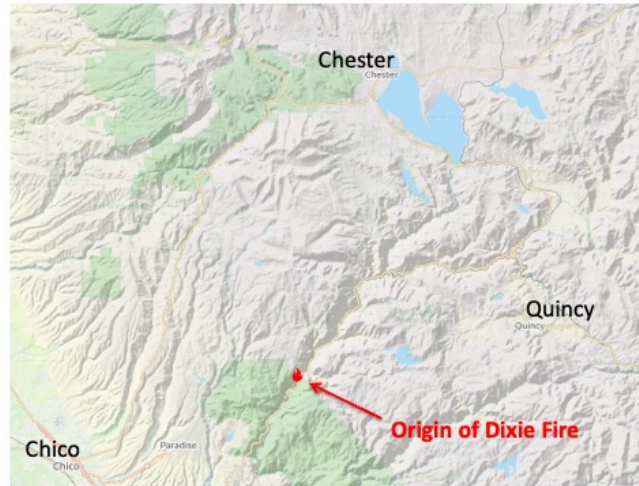 Chester
Chester
Quincy
Quincy
Origin of Dixie Fire
Chico
Paradise
Chico